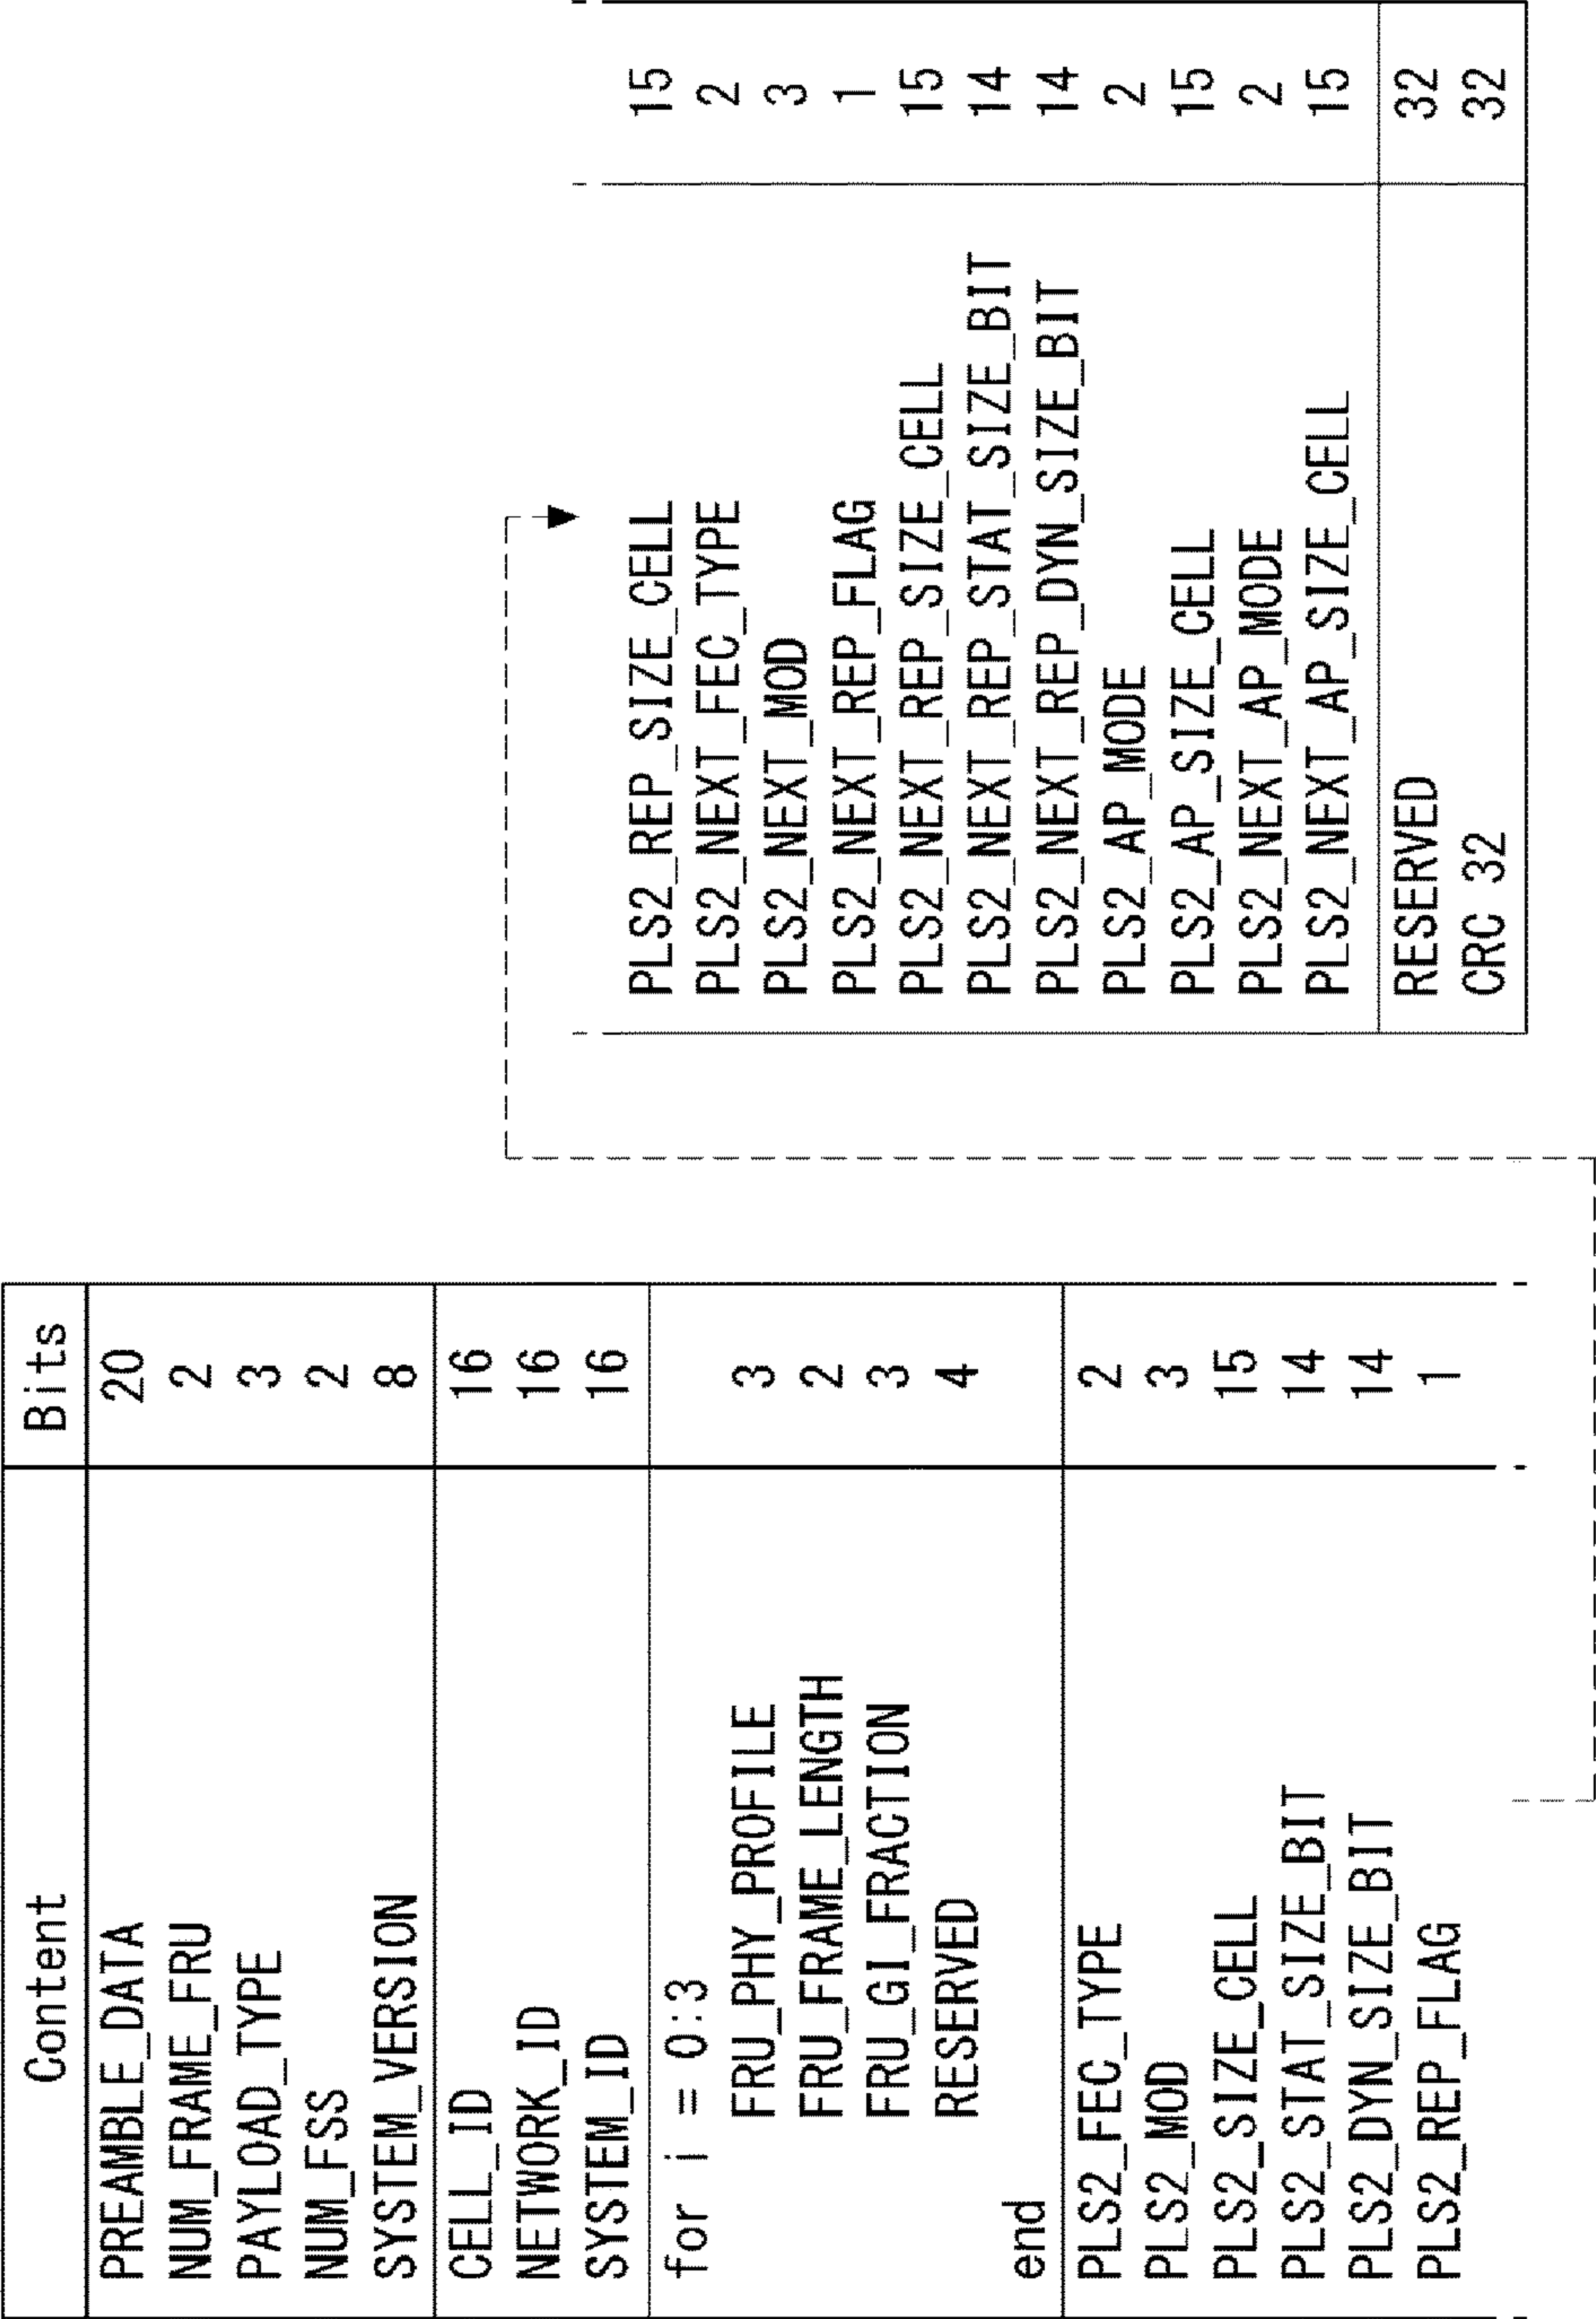 Content Bits
PREAMBLE_DATA 20
NUM_FRAME_FRU 2
PAYLOAD_TYPE 3
NUM_FSS 2
SYSTEM_VERSION 8
CELL_ID 16
NETWORK_ID 16
SYSTEM_ID 16
for i = 0:3
FRU_PHY_PROFILE 3
FRU_FRAME_LENGTH 2
FRU_GI_FRACTION 3
RESERVED 4
end
PLS2_FEC_TYPE 2
PLS2_MOD 3
PLS2_SIZE_CELL 15
PLS2_STAT_SIZE_BIT 14
PLS2_DYN_SIZE_BIT 14
PLS2_REP_FLAG 1
PLS2_REP_SIZE_CELL 15
PLS2_NEXT_FEC_TYPE 2
PLS2_NEXT_MOD 3
PLS2_NEXT_REP_FLAG 1
PLS2_NEXT_REP_SIZE_CELL 15
PLS2_NEXT_REP_STAT_SIZE_BIT 14
PLS2_NEXT_REP_DYN_SIZE_BIT 14
PLS2_AP_MODE 2
PLS2_AP_SIZE_CELL 15
PLS2_NEXT_AP_MODE 2
PLS2_NEXT_AP_SIZE_CELL 15
RESERVED 32
CRC 32 32